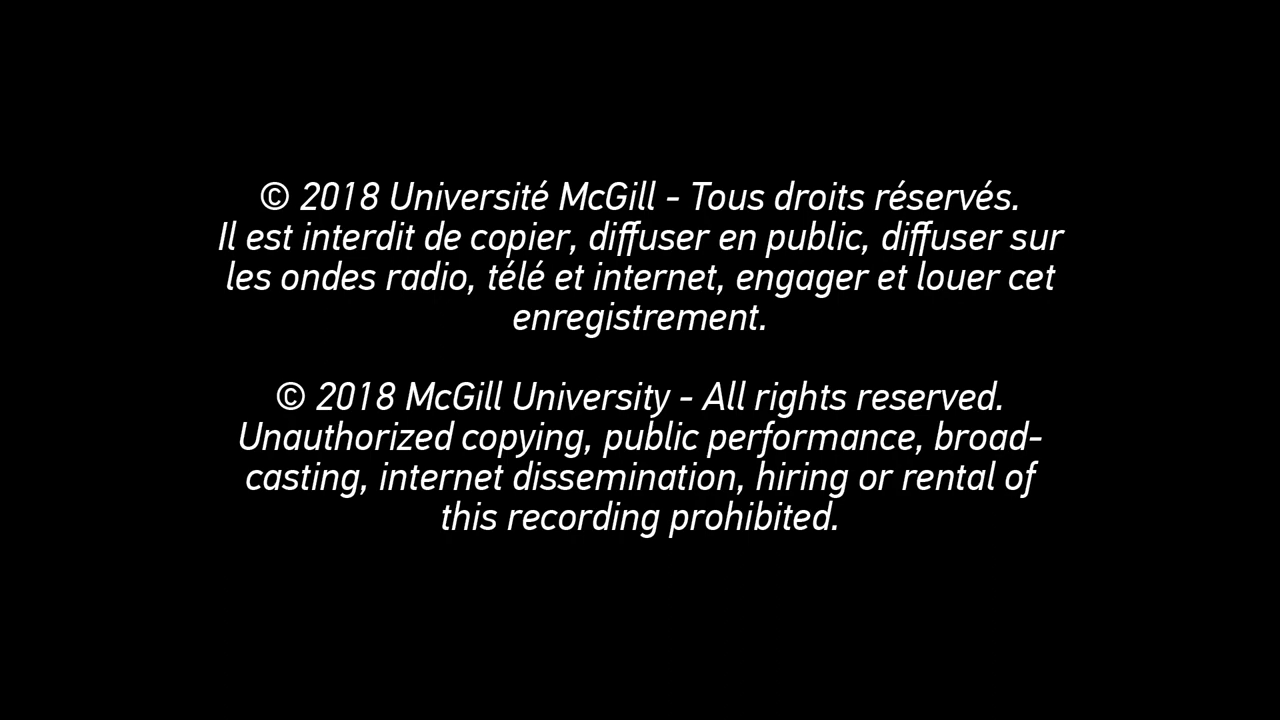 © 2018 Université McGill - Tous droits réservés.
Il est interdit de copier, diffuser en public, diffuser sur
les ondes radio, télé et internet, engager et louer cet
enregistrement.
© 2018 McGill University - All rights reserved.
Unauthorized copying, public performance, broad-
casting, internet dissemination, hiring or rental of
this recording prohibited.